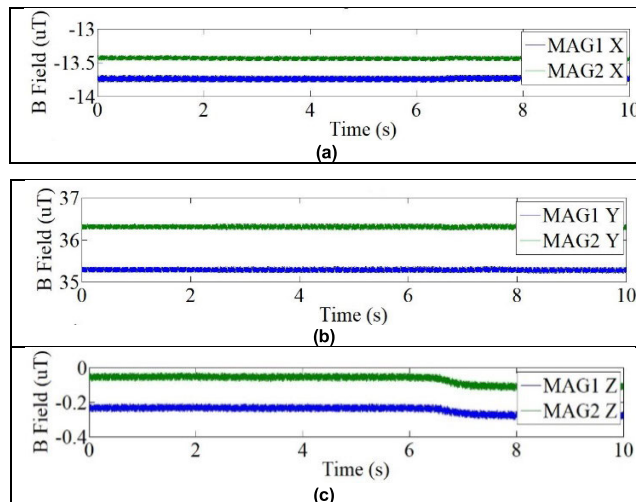 -13
-13.5
-14
B Field (uT)
MAG1 X
MAG2 X
0 2 4 6 8 10
Time (s)
(a)
37
36
35
B Field (uT)
MAG1 Y
MAG2 Y
0 2 4 6 8 10
Time (s)
(b)
0
-0.2
-0.4
B Field (uT)
MAG1 Z
MAG2 Z
0 2 4 6 8 10
Time (s)
(c)